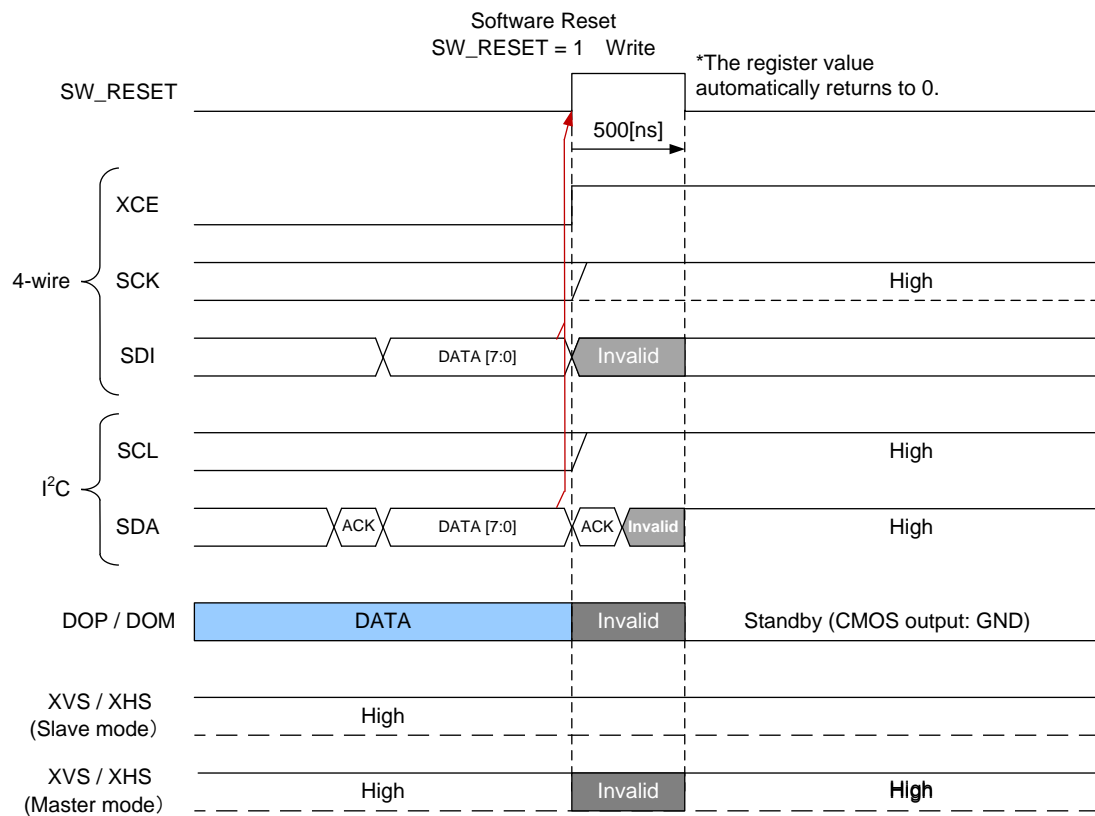 Software Reset
SW_RESET = 1 Write
*The register value
automatically returns to 0.
SW_RESET
500[ns]
XCE
4-wire
SCK
High
SDI
DATA [7:0]
Invalid
SCL
High
I²C
SDA
ACK
DATA [7:0]
ACK
Invalid
High
DOP / DOM
DATA
Invalid
Standby (CMOS output: GND)
XVS / XHS
(Slave mode)
High
XVS / XHS
(Master mode)
High
Invalid
High